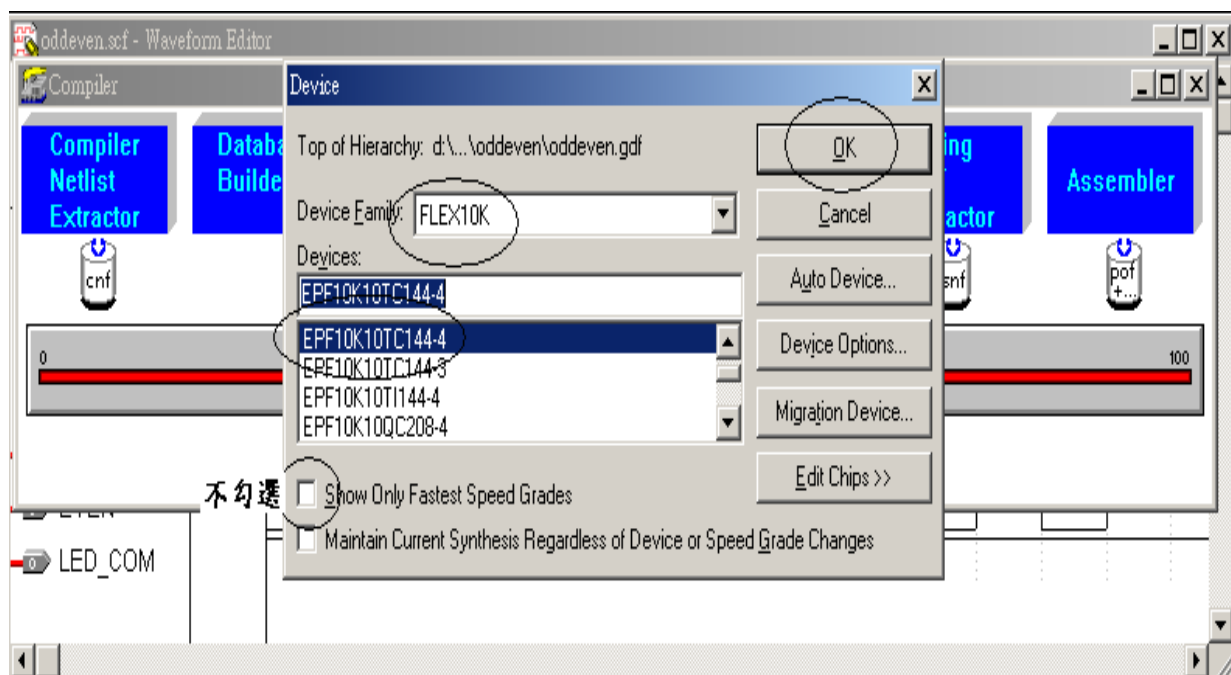 oddeven.scf - Waveform Editor
Compiler
Device
Compiler
Netlist
Extractor
Databa
Builde
ing
actor
Assembler
cnf
snf
pof
+...
0
100
Top of Hierarchy: d:\...\oddeven\oddeven.gdf
OK
Device Family:
FLEX10K
Cancel
Devices:
EPF10K10TC144-4
Auto Device...
EPF10K10TC144-4
EPF10K10TC144-3
EPF10K10TI144-4
EPF10K10QC208-4
Device Options...
Migration Device...
Edit Chips >>
不勾選
Show Only Fastest Speed Grades
Maintain Current Synthesis Regardless of Device or Speed Grade Changes
LED_COM